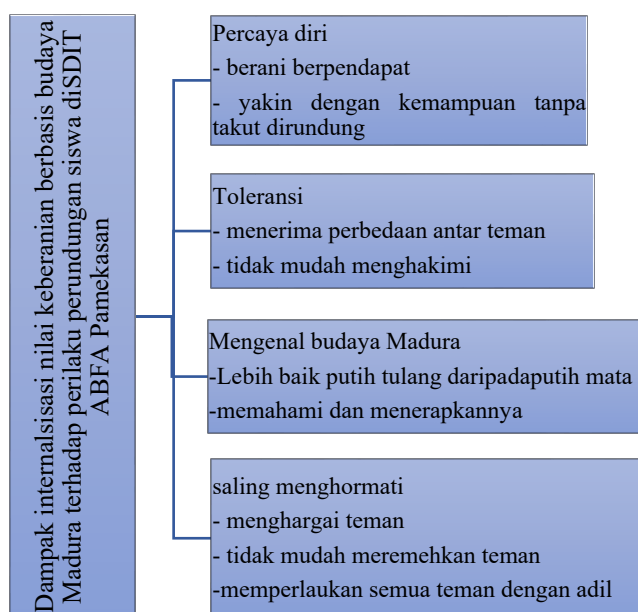 Dampak internalsisasi nilai keberanian berbasis budaya
Madura terhadap perilaku perundungan siswa diSDIT
ABFA Pamekasan
Percaya diri
- berani berpendapat
- yakin dengan kemampuan tanpa
takut dirundung
Toleransi
- menerima perbedaan antar teman
- tidak mudah menghakimi
Mengenal budaya Madura
-Lebih baik putih tulang daripadaputih mata
-memahami dan menerapkannya
saling menghormati
- menghargai teman
- tidak mudah meremehkan teman
-memperlaukan semua teman dengan adil